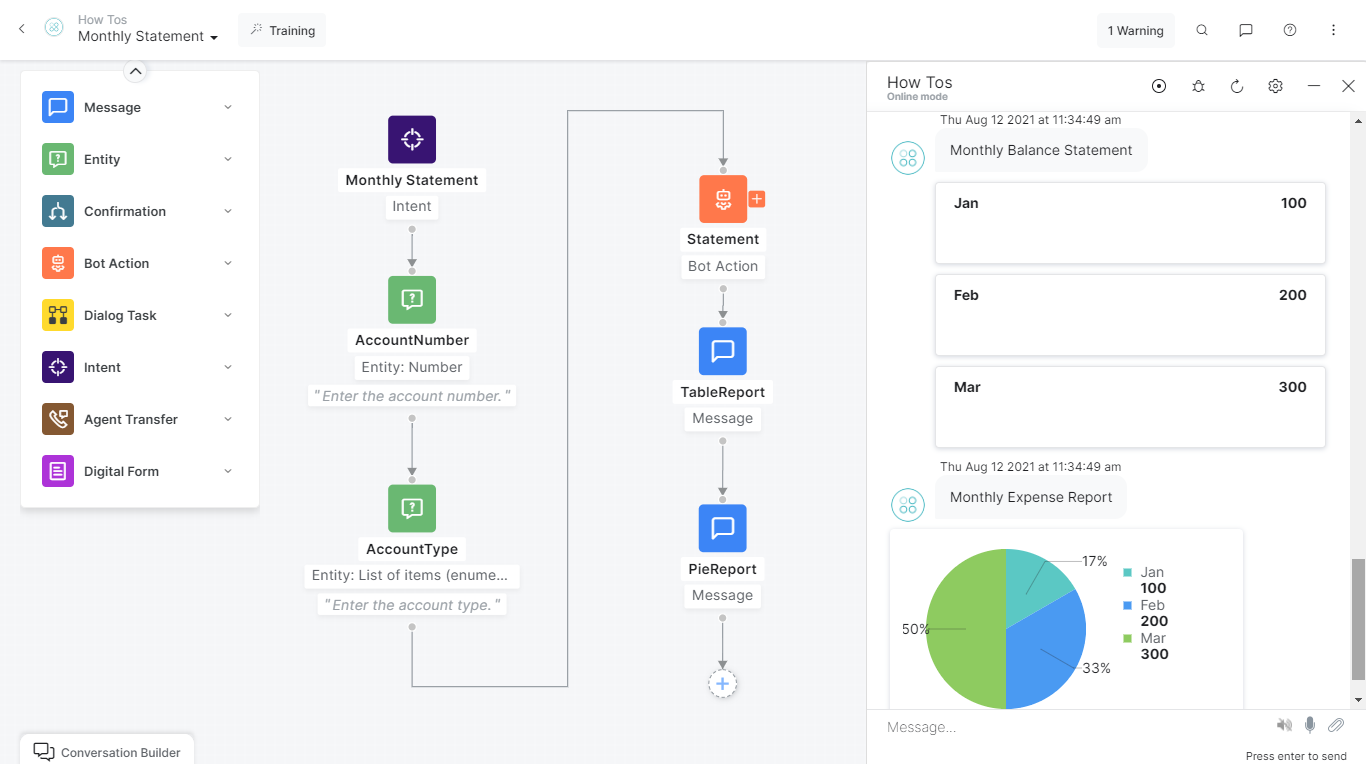 How Tos
Monthly Statement
Training
1 Warning
Message
Entity
Confirmation
Bot Action
Dialog Task
Intent
Agent Transfer
Digital Form
Monthly Statement
Intent
AccountNumber
Entity: Number
"Enter the account number."
AccountType
Entity: List of items (enume...
"Enter the account type."
Statement
Bot Action
TableReport
Message
PieReport
Message
Conversation Builder
How Tos
Online mode
Thu Aug 12 2021 at 11:34:49 am
Monthly Balance Statement
Jan 100
Feb 200
Mar 300
Thu Aug 12 2021 at 11:34:49 am
Monthly Expense Report
17%
50%
33%
Jan
100
Feb
200
Mar
300
Message...
Press enter to send